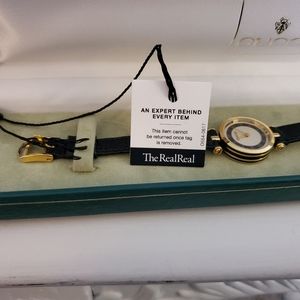 AN EXPERT BEHIND
EVERY ITEM
This item cannot
be returned once tag
is removed.
TheRealReal